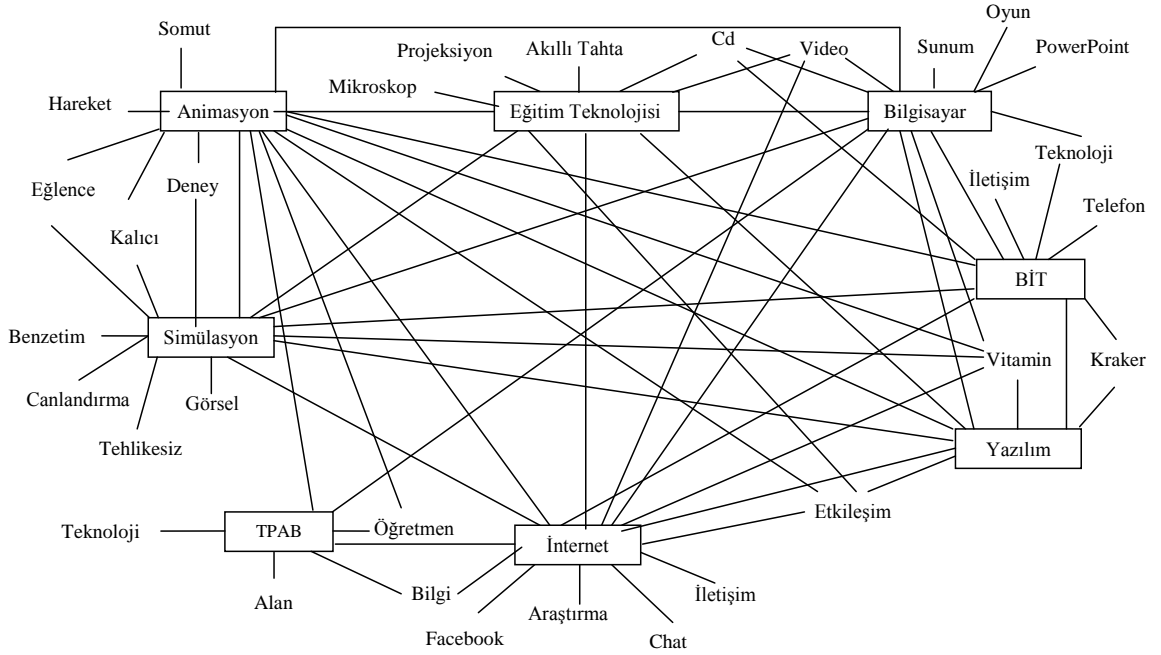 Oyun
Somut
Cd
Projeksiyon
Akıllı Tahta
Video
Sunum
PowerPoint
Mikroskop
Hareket
Animasyon
Eğitim Teknolojisi
Bilgisayar
Teknoloji
Eğlence
Deney
İletişim
Telefon
Kalıcı
BİT
Benzetim
Simülasyon
Vitamin
Kraker
Canlandırma
Görsel
Tehlikesiz
Yazılım
Etkileşim
Teknoloji
TPAB
Öğretmen
İnternet
Alan
Bilgi
İletişim
Araştırma
Facebook
Chat